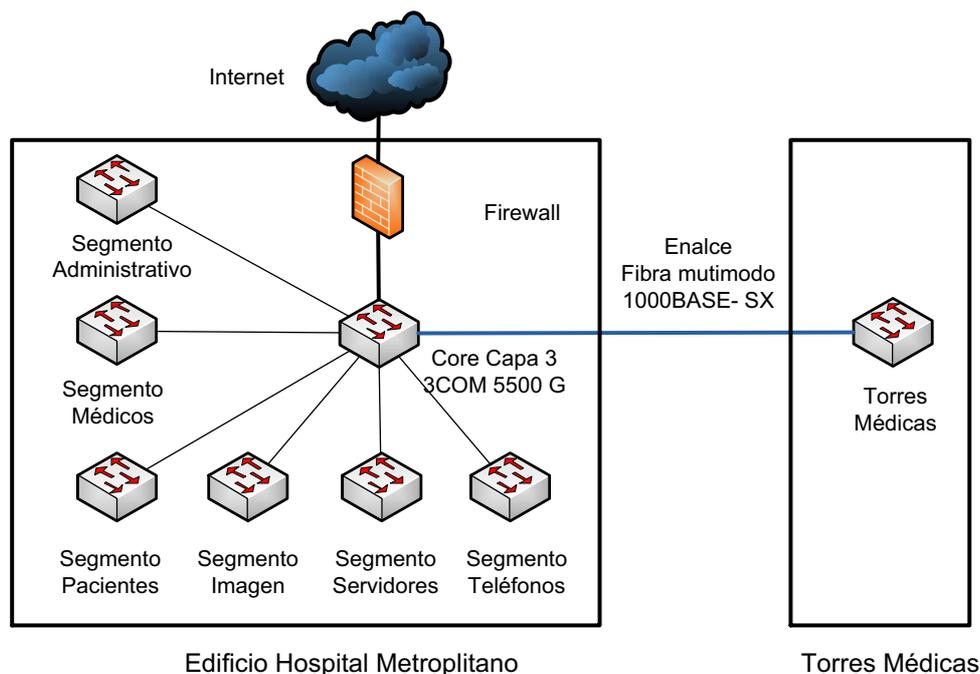 Internet
Firewall
Segmento
Administrativo
Enalce
Fibra mutimodo
1000BASE- SX
Segmento
Médicos
Core Capa 3
3COM 5500 G
Torres
Médicas
Segmento
Pacientes
Segmento
Imagen
Segmento
Servidores
Segmento
Teléfonos
Edificio Hospital Metroplitano
Torres Médicas